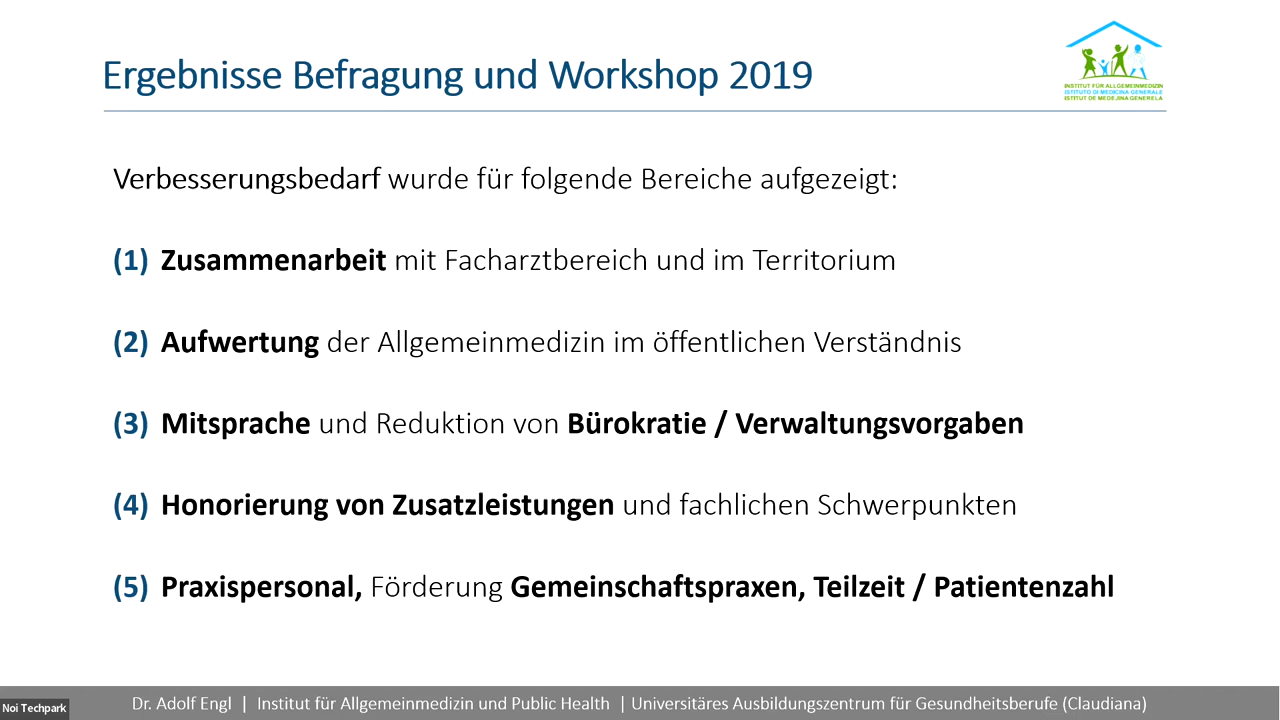 Ergebnisse Befragung und Workshop 2019
INSTITUT FÜR ALLGEMEINMEDIZIN
ISTITUTO DI MEDICINA GENERALE
ISTITUT DE MEDEJINA GENERELA
Verbesserungsbedarf wurde für folgende Bereiche aufgezeigt:
(1) Zusammenarbeit mit Facharztbereich und im Territorium
(2) Aufwertung der Allgemeinmedizin im öffentlichen Verständnis
(3) Mitsprache und Reduktion von Bürokratie / Verwaltungsvorgaben
(4) Honorierung von Zusatzleistungen und fachlichen Schwerpunkten
(5) Praxispersonal, Förderung Gemeinschaftspraxen, Teilzeit / Patientenzahl
Noi Techpark
Dr. Adolf Engl | Institut für Allgemeinmedizin und Public Health | Universitäres Ausbildungszentrum für Gesundheitsberufe (Claudiana)